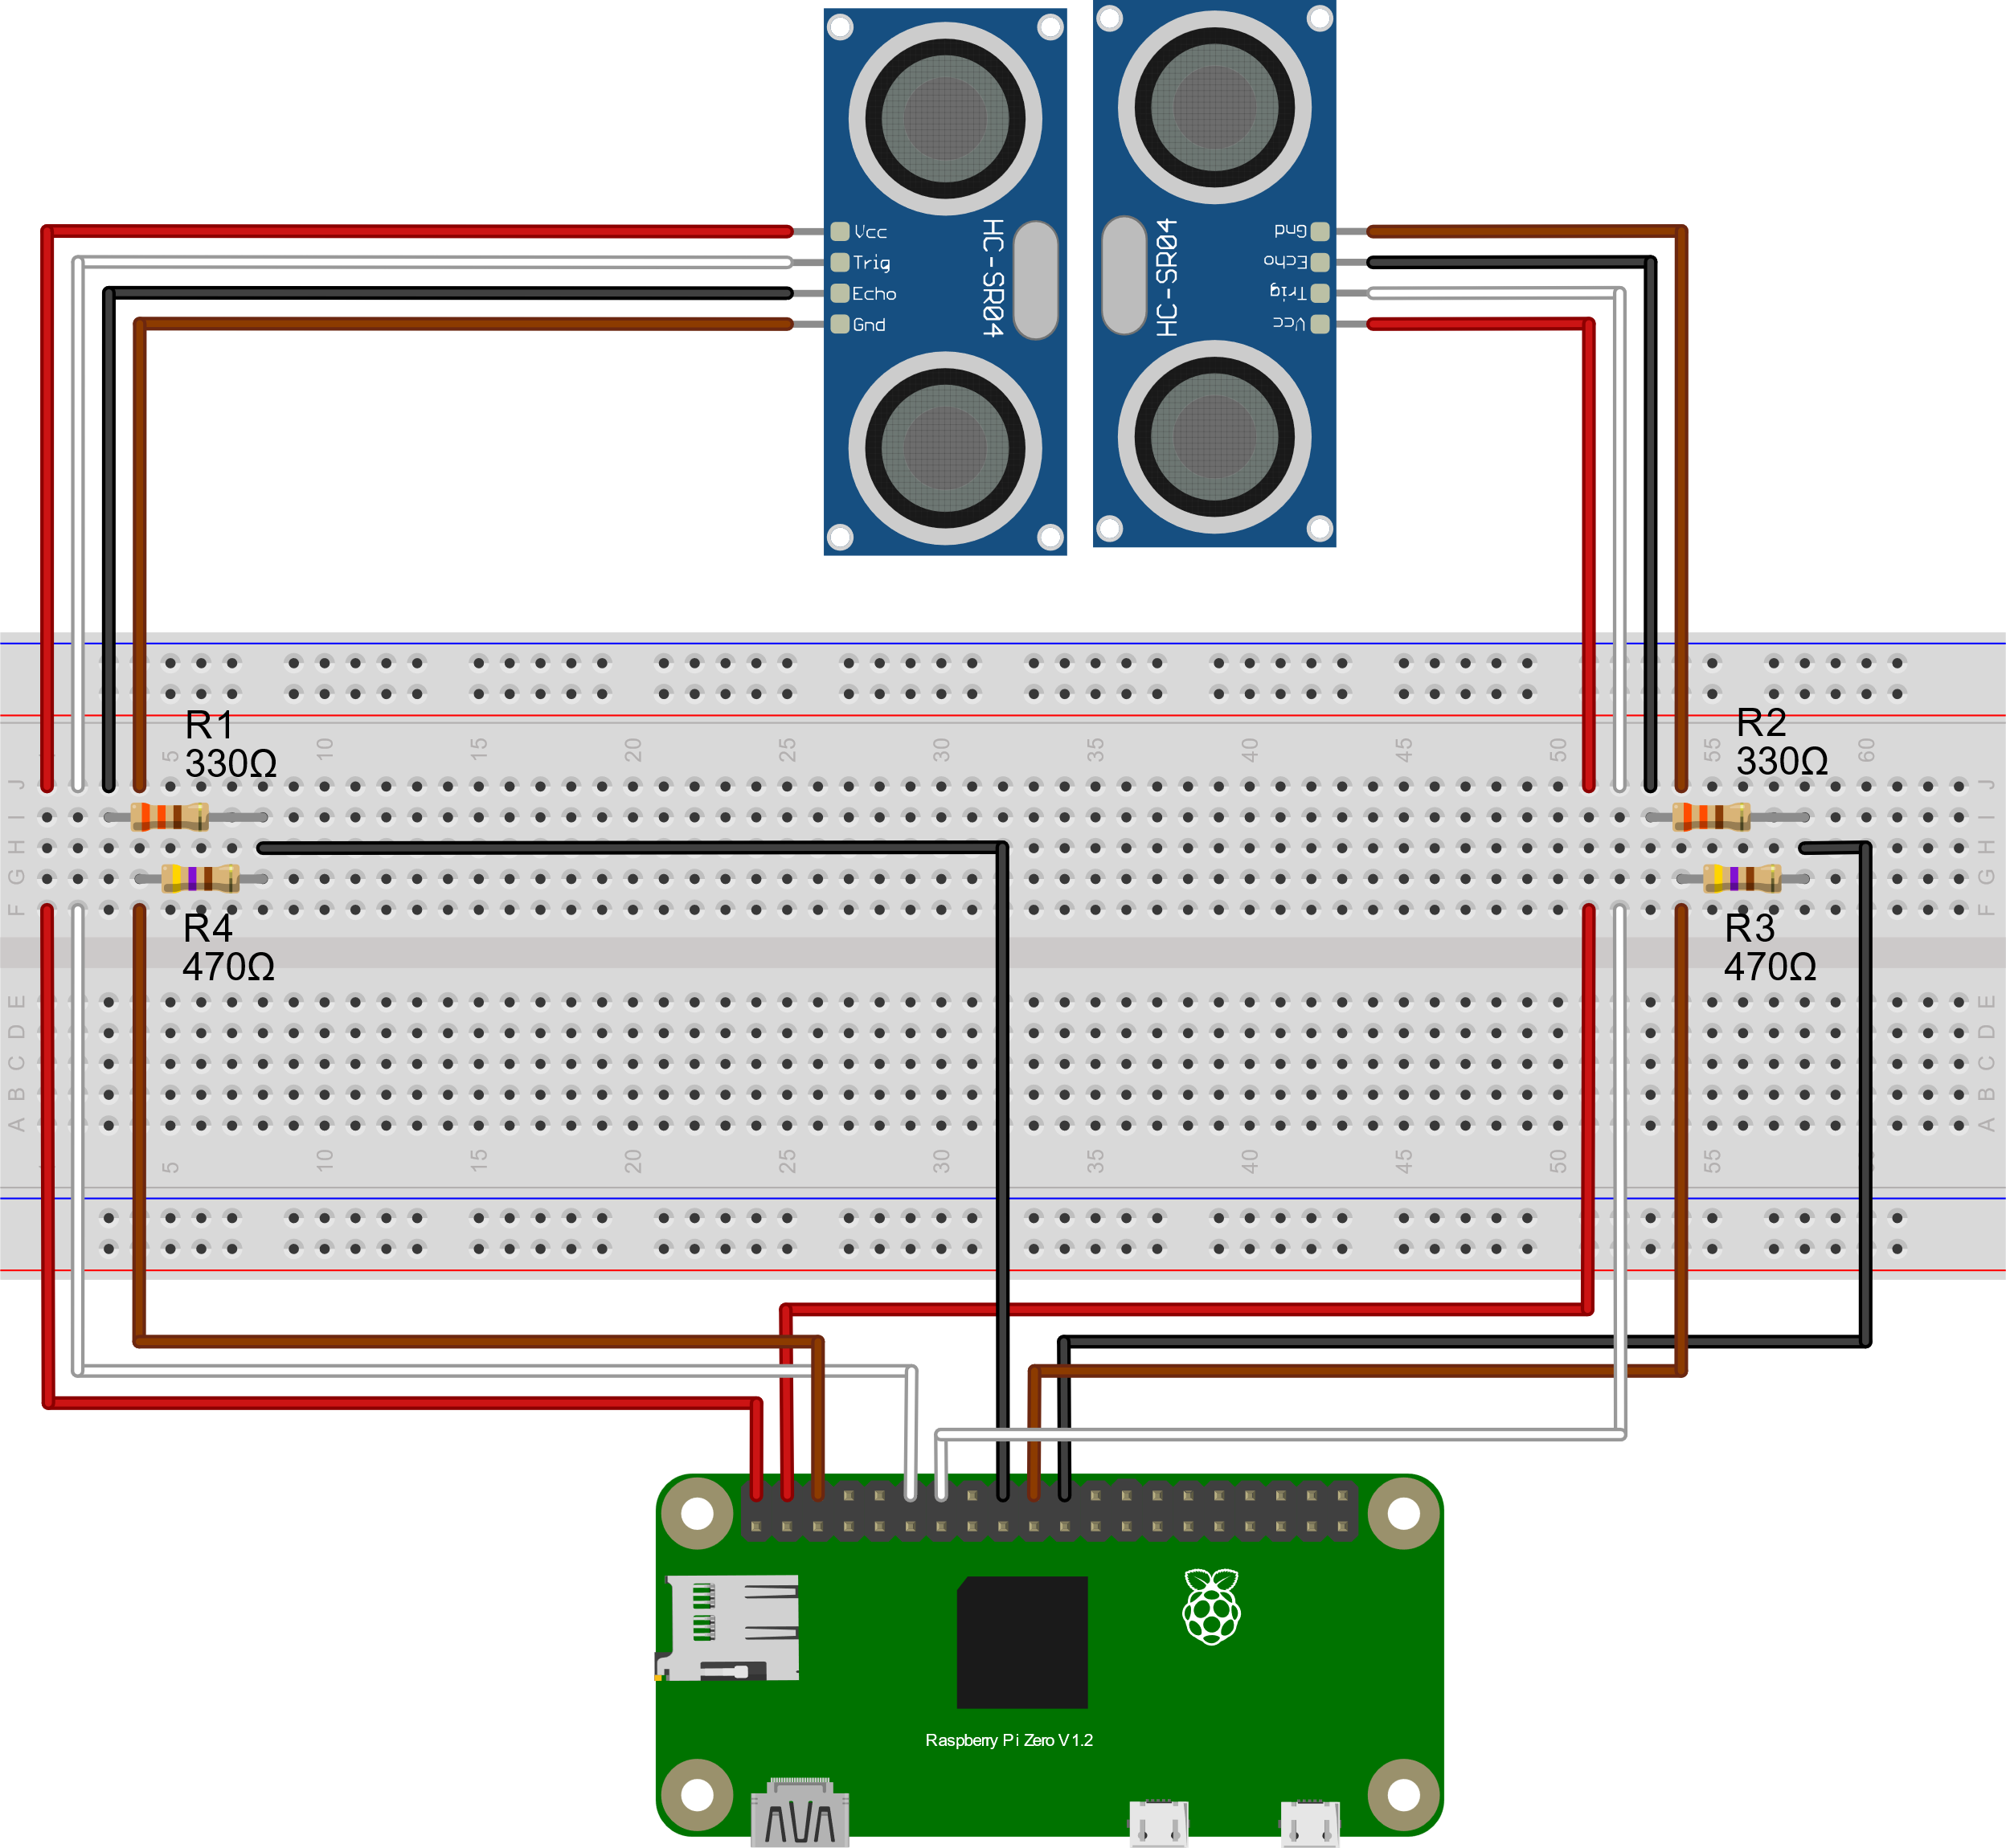 Vcc
Trig
Echo
Gnd
HC-SR04
HC-SR04
Gnd
Echo
Trig
Vcc
R1
330Ω
R2
330Ω
5 10 15 20 25 30 35 40 45 50 55 60
J J
I I
H H
G G
F F
R4
470Ω
R3
470Ω
E E
D D
C C
B B
A A
5 10 15 20 25 30 35 40 45 50 55
Raspberry Pi Zero V1.2